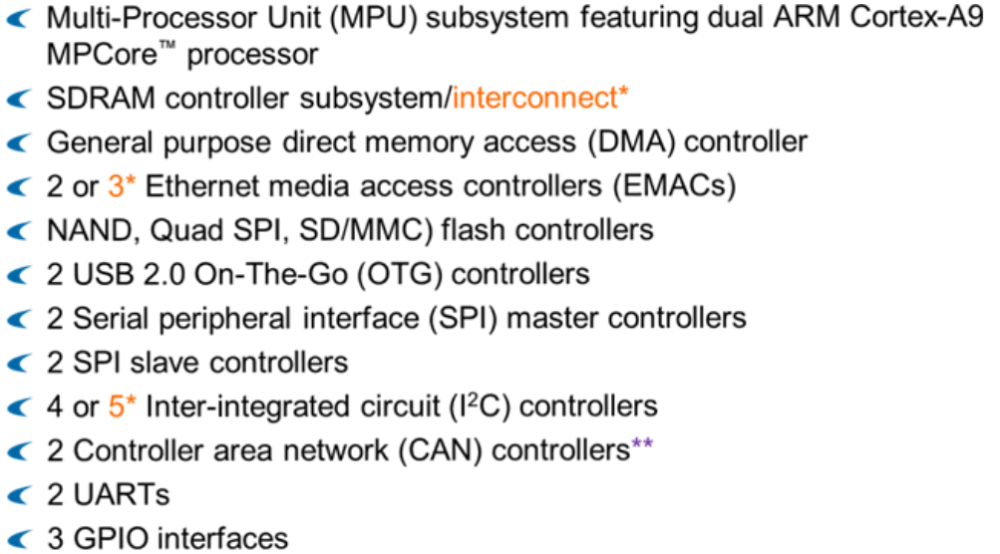 Multi-Processor Unit (MPU) subsystem featuring dual ARM Cortex-A9
MPCore™ processor
SDRAM controller subsystem/interconnect*
General purpose direct memory access (DMA) controller
2 or 3* Ethernet media access controllers (EMACs)
NAND, Quad SPI, SD/MMC) flash controllers
2 USB 2.0 On-The-Go (OTG) controllers
2 Serial peripheral interface (SPI) master controllers
2 SPI slave controllers
4 or 5* Inter-integrated circuit (I²C) controllers
2 Controller area network (CAN) controllers**
2 UARTs
3 GPIO interfaces